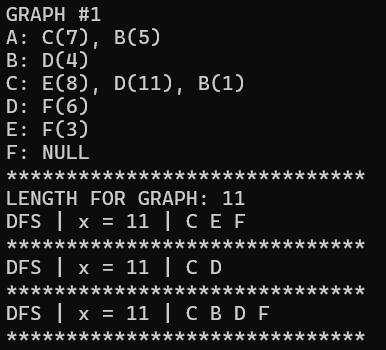 GRAPH #1
A: C(7), B(5)
B: D(4)
C: E(8), D(11), B(1)
D: F(6)
E: F(3)
F: NULL
******************************
LENGTH FOR GRAPH: 11
DFS | x = 11 | C E F
******************************
DFS | x = 11 | C D
******************************
DFS | x = 11 | C B D F
******************************